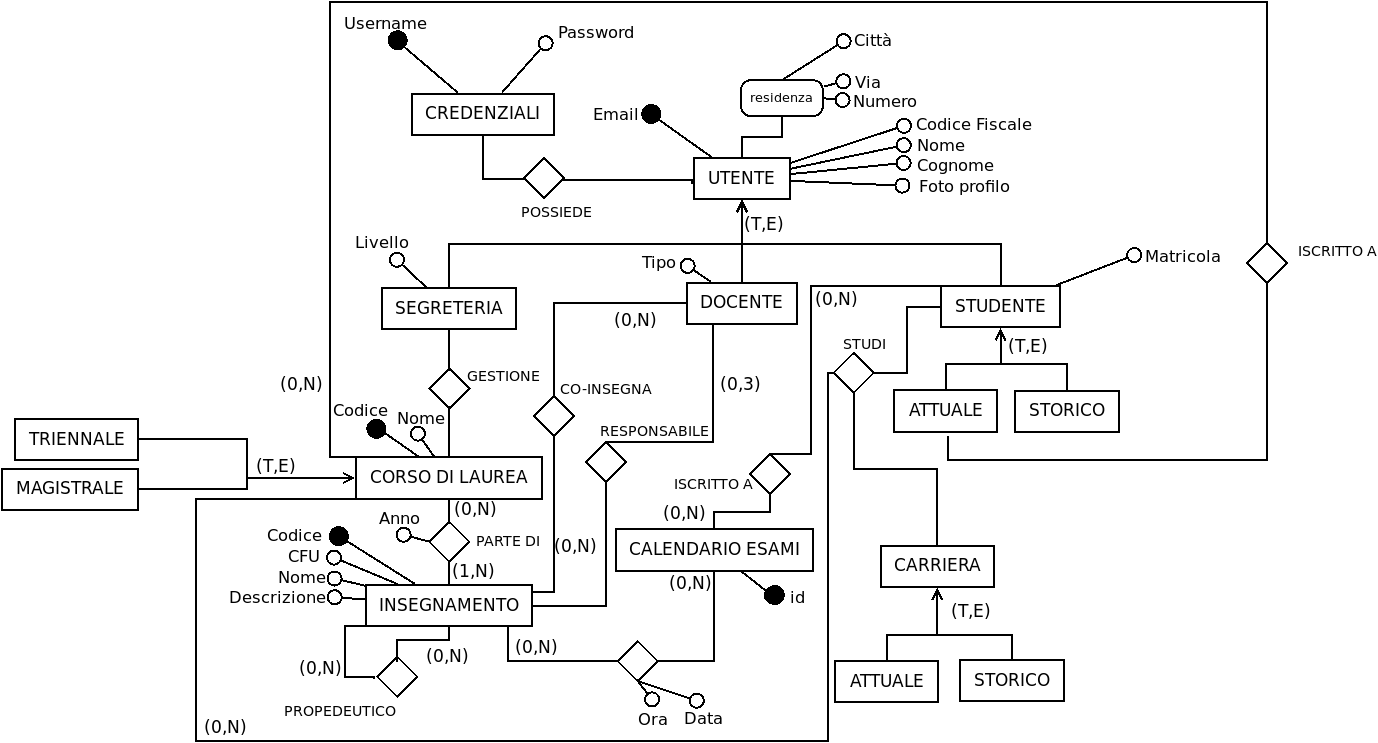 Username
Password
Città
CREDENZIALI
residenza
Via
Numero
Email
Codice Fiscale
Nome
Cognome
Foto profilo
UTENTE
POSSIEDE
(T,E)
Livello
Tipo
Matricola
ISCRITTO A
SEGRETERIA
DOCENTE
(0,N)
STUDENTE
(0,N)
STUDI
(T,E)
GESTIONE
(0,N)
CO-INSEGNA
(0,3)
ATTUALE
STORICO
Codice
Nome
RESPONSABILE
TRIENNALE
(T,E)
MAGISTRALE
CORSO DI LAUREA
ISCRITTO A
(0,N)
(0,N)
Anno
PARTE DI
(0,N)
CALENDARIO ESAMI
Codice
CFU
Nome
Descrizione
(1,N)
(0,N)
id
CARRIERA
INSEGNAMENTO
(T,E)
(0,N)
(0,N)
(0,N)
ATTUALE
STORICO
PROPEDEUTICO
Ora
Data
(0,N)